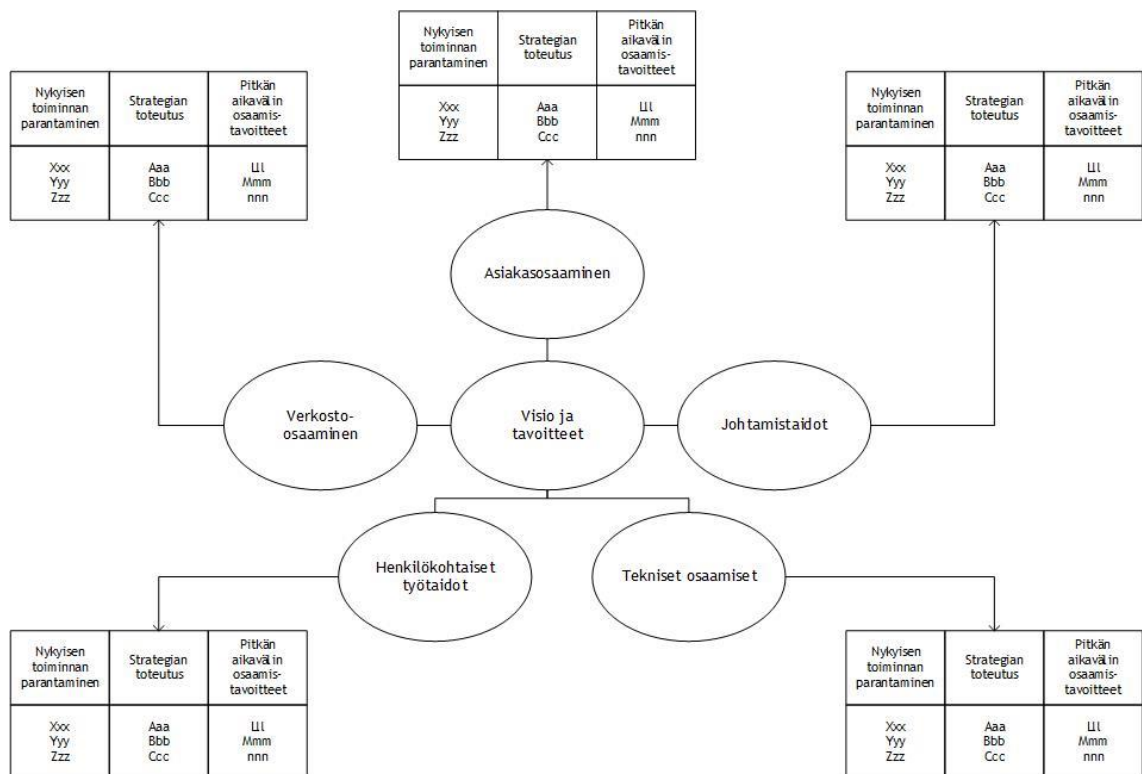 Nykyisen
toiminnan
parantaminen
Strategian
toteutus
Pitkän
aikavälin
osaamis-
tavoitteet
Xxx
Yyy
Zzz
Aaa
Bbb
Ccc
Lll
Mmm
nnn
Nykyisen
toiminnan
parantaminen
Strategian
toteutus
Pitkän
aikavälin
osaamis-
tavoitteet
Xxx
Yyy
Zzz
Aaa
Bbb
Ccc
Lll
Mmm
nnn
Nykyisen
toiminnan
parantaminen
Strategian
toteutus
Pitkän
aikavälin
osaamis-
tavoitteet
Xxx
Yyy
Zzz
Aaa
Bbb
Ccc
Lll
Mmm
nnn
Asiakasosaaminen
Verkosto-
osaaminen
Visio ja
tavoitteet
Johtamistaidot
Henkilökohtaiset
työtaidot
Tekniset osaamiset
Nykyisen
toiminnan
parantaminen
Strategian
toteutus
Pitkän
aikavälin
osaamis-
tavoitteet
Xxx
Yyy
Zzz
Aaa
Bbb
Ccc
Lll
Mmm
nnn
Nykyisen
toiminnan
parantaminen
Strategian
toteutus
Pitkän
aikavälin
osaamis-
tavoitteet
Xxx
Yyy
Zzz
Aaa
Bbb
Ccc
Lll
Mmm
nnn